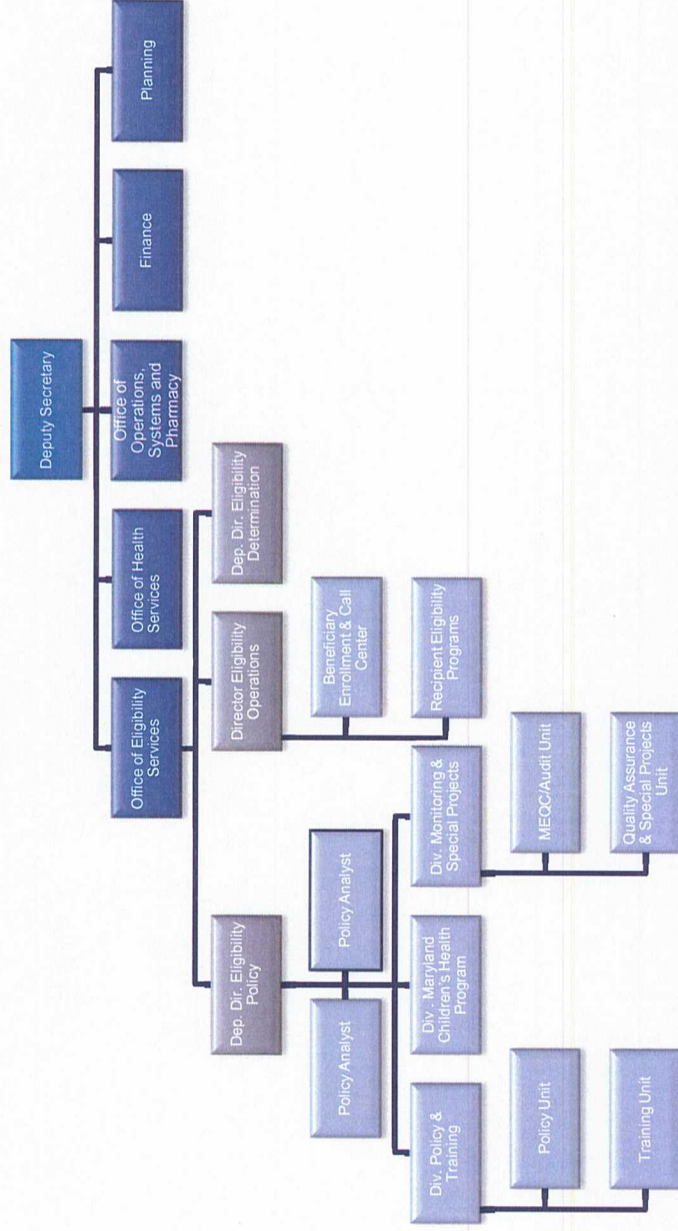 Deputy Secretary
Office of Eligibility
Services
Office of Health
Services
Office of
Operations,
Systems and
Pharmacy
Finance
Planning
Dep. Dir. Eligibility
Policy
Director Eligibility
Operations
Dep. Dir. Eligibility
Determination
Policy Analyst
Policy Analyst
Beneficiary
Enrollment & Call
Center
Recipient Eligibility
Programs
Div. Policy &
Training
Div . Maryland
Children's Health
Program
Div. Monitoring &
Special Projects
Policy Unit
Training Unit
MEQC/Audit Unit
Quality Assurance
& Special Projects
Unit